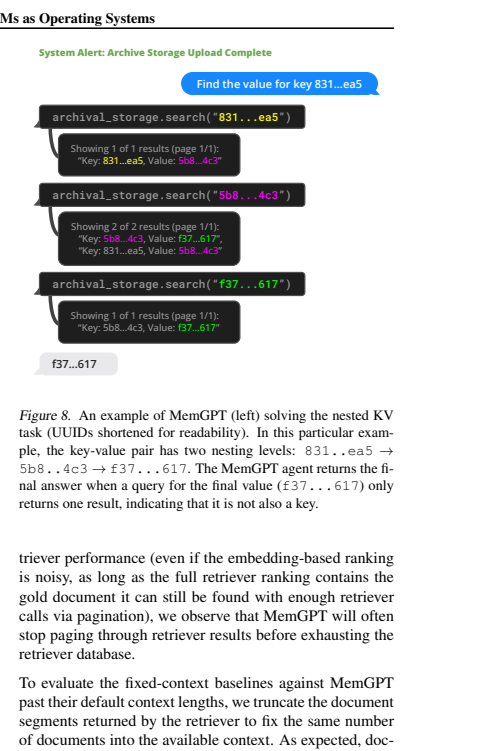 Ms as Operating Systems
System Alert: Archive Storage Upload Complete
Find the value for key 831...ea5
archival_storage.search("831...ea5")
Showing 1 of 1 results (page 1/1):
"Key: 831...ea5, Value: 5b8...4c3"
archival_storage.search("5b8...4c3")
Showing 2 of 2 results (page 1/1):
"Key: 5b8...4c3, Value: f37...617",
"Key: 831...ea5, Value: 5b8...4c3"
archival_storage.search("f37...617")
Showing 1 of 1 results (page 1/1):
"Key: 5b8...4c3, Value: f37...617"
f37...617
Figure 8. An example of MemGPT (left) solving the nested KV
task (UUIDs shortened for readability). In this particular exam-
ple, the key-value pair has two nesting levels: 831..ea5 →
5b8..4c3 → f37...617. The MemGPT agent returns the fi-
nal answer when a query for the final value (f37...617) only
returns one result, indicating that it is not also a key.
triever performance (even if the embedding-based ranking
is noisy, as long as the full retriever ranking contains the
gold document it can still be found with enough retriever
calls via pagination), we observe that MemGPT will often
stop paging through retriever results before exhausting the
retriever database.
To evaluate the fixed-context baselines against MemGPT
past their default context lengths, we truncate the document
segments returned by the retriever to fix the same number
of documents into the available context. As expected, doc-